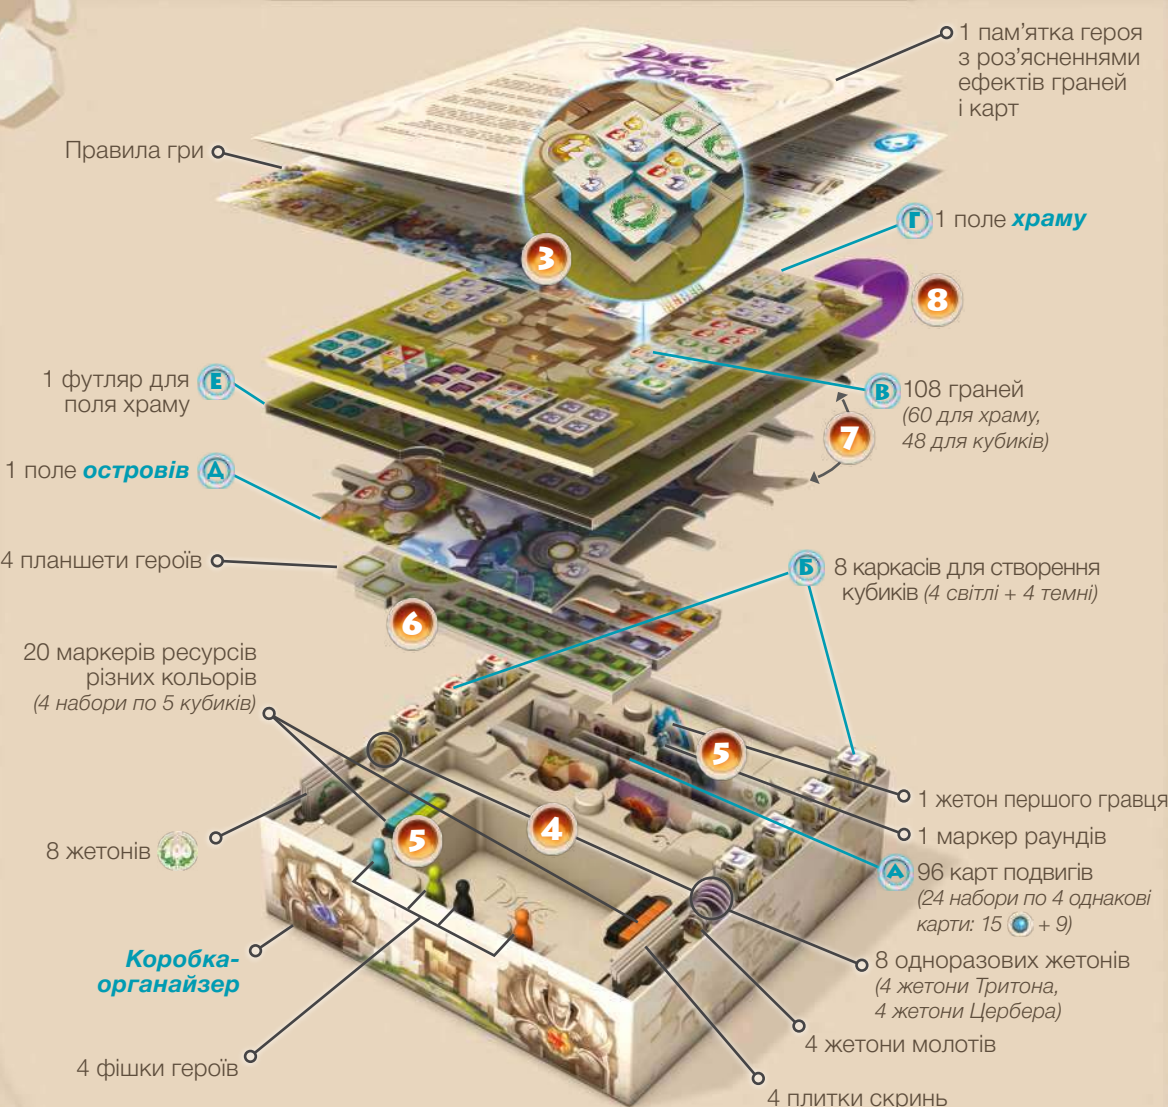 1 пам’ятка героя
з роз’ясненнями
ефектів граней
і карт
DICE
FORGE
Правила гри
Г 1 поле храму
3
8
1 футляр для
поля храму
Е
В 108 граней
(60 для храму,
48 для кубиків)
7
1 поле островів Д
4 планшети героїв
Б 8 каркасів для створення
кубиків (4 світлі + 4 темні)
6
20 маркерів ресурсів
різних кольорів
(4 набори по 5 кубиків)
5
1 жетон першого гравця
4
5
1 маркер раундів
8 жетонів 100
А 96 карт подвигів
(24 набори по 4 однакові
карти: 15 + 9)
DICE
Коробка-
органайзер
8 одноразових жетонів
(4 жетони Тритона,
4 жетони Цербера)
4 жетони молотів
4 фішки героїв
4 плитки скринь